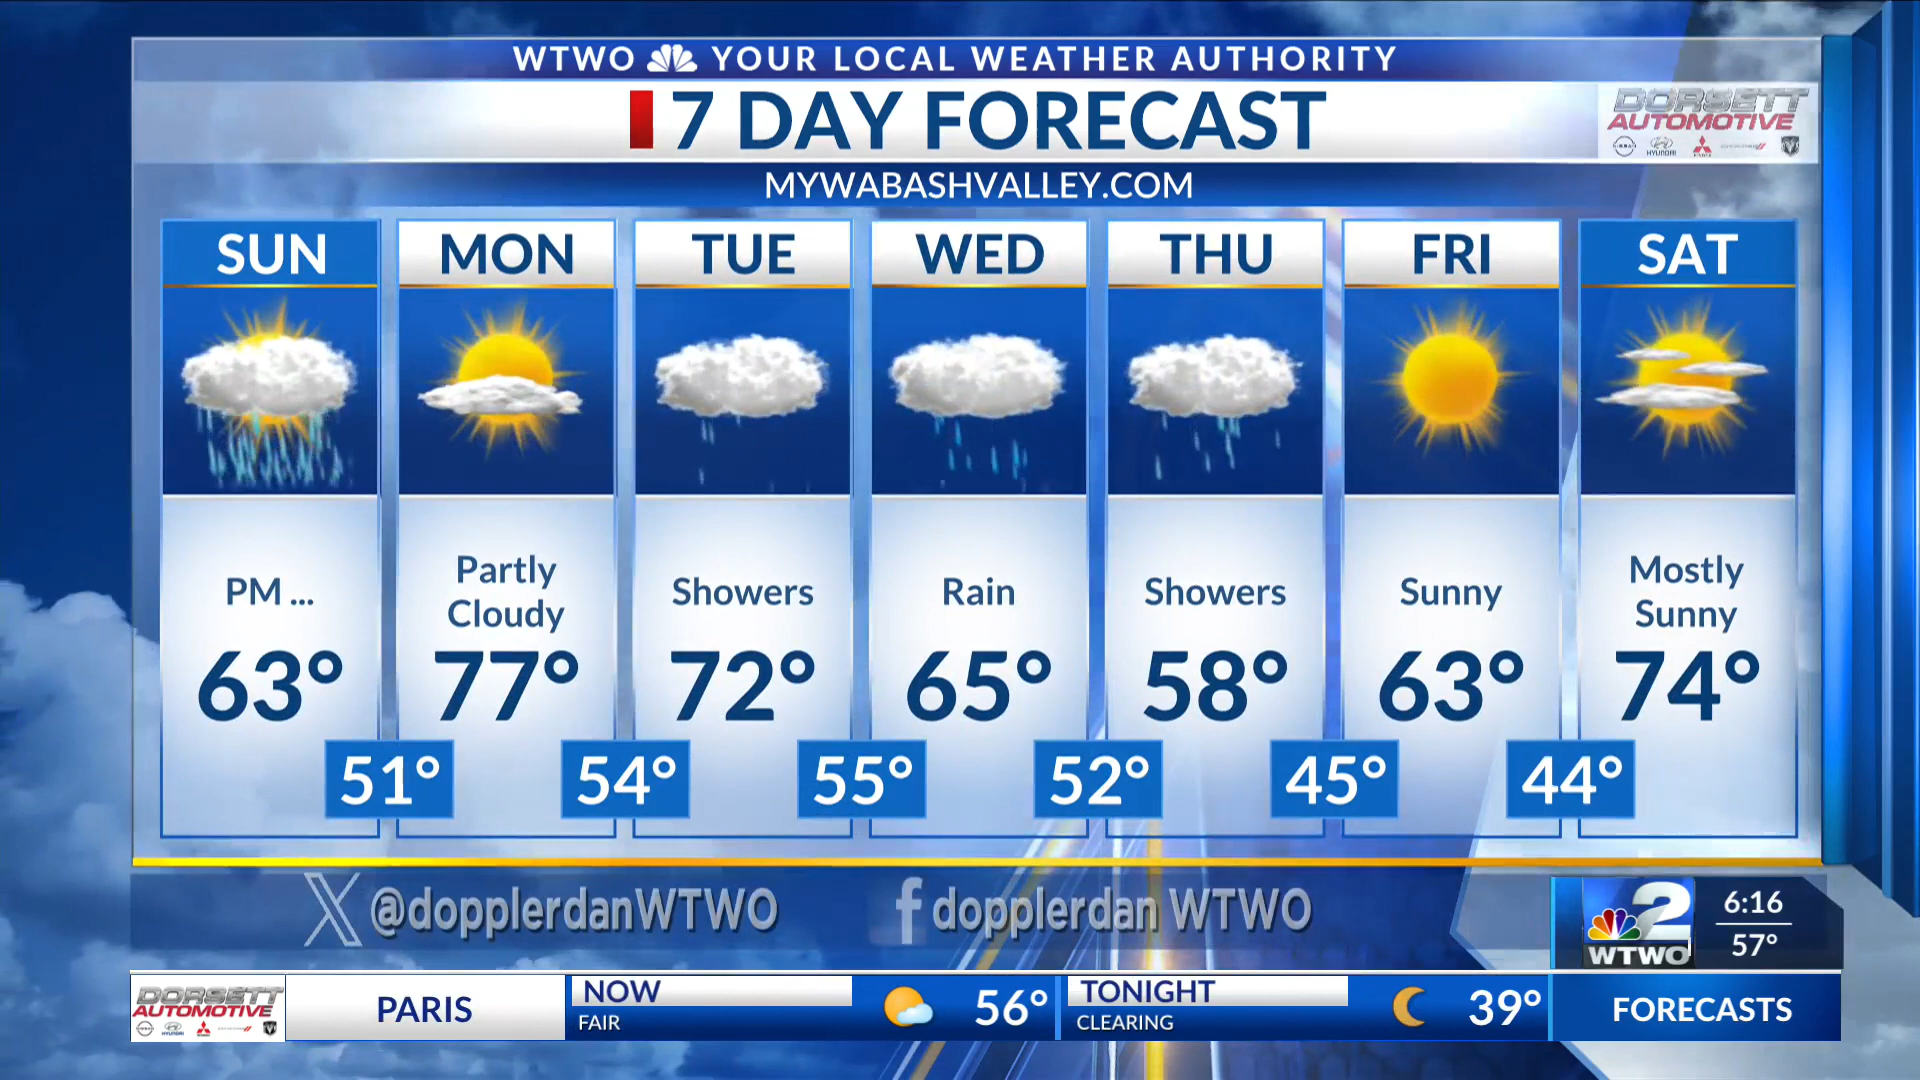 WTWO YOUR LOCAL WEATHER AUTHORITY
7 DAY FORECAST
DORSETT
AUTOMOTIVE
MYWABASHVALLEY.COM
SUN MON TUE WED THU FRI SAT
PM ...
Partly
Cloudy
Showers
Rain
Showers
Sunny
Mostly
Sunny
63° 77° 72° 65° 58° 63° 74°
51° 54° 55° 52° 45° 44°
X @dopplerdanWTWO
f dopplerdan WTWO
2
WTWO
6:16
57°
DORSETT
AUTOMOTIVE
PARIS
NOW
FAIR
56°
TONIGHT
CLEARING
39°
FORECASTS